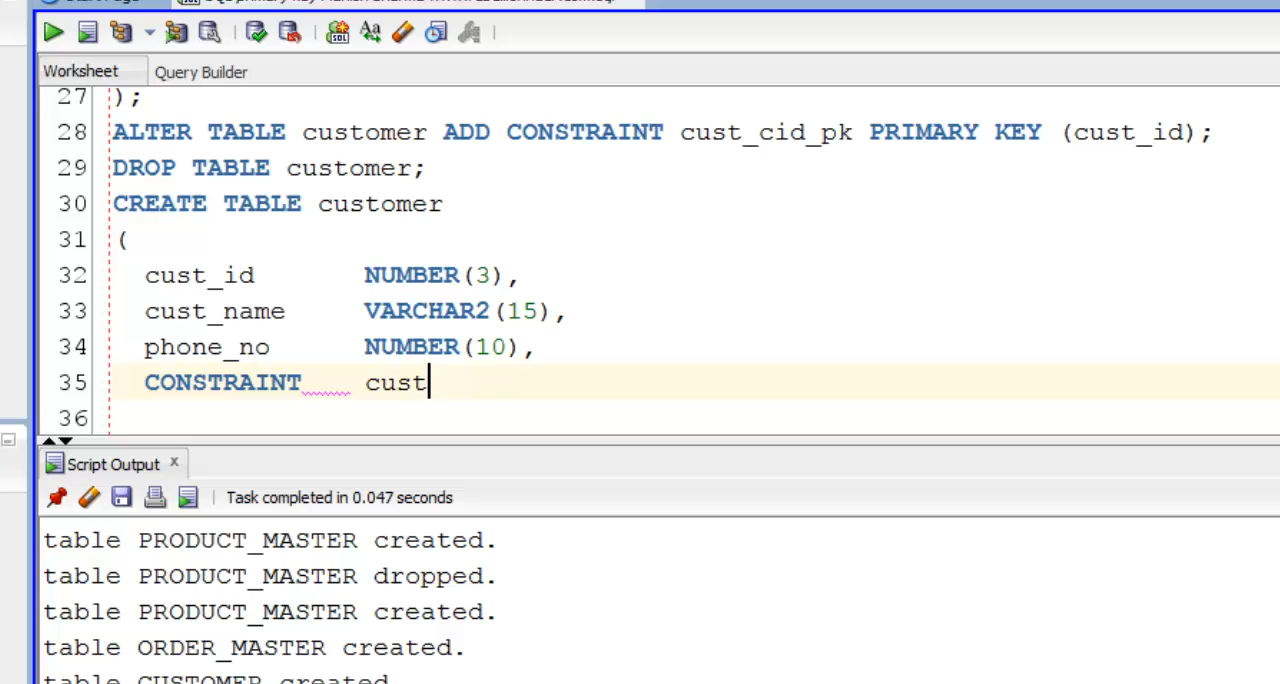 Worksheet Query Builder
27 );
28 ALTER TABLE customer ADD CONSTRAINT cust_cid_pk PRIMARY KEY (cust_id);
29 DROP TABLE customer;
30 CREATE TABLE customer
31 (
32 cust_id NUMBER(3),
33 cust_name VARCHAR2(15),
34 phone_no NUMBER(10),
35 CONSTRAINT cust
36
Script Output x
Task completed in 0.047 seconds
table PRODUCT_MASTER created.
table PRODUCT_MASTER dropped.
table PRODUCT_MASTER created.
table ORDER_MASTER created.
table CUSTOMER created